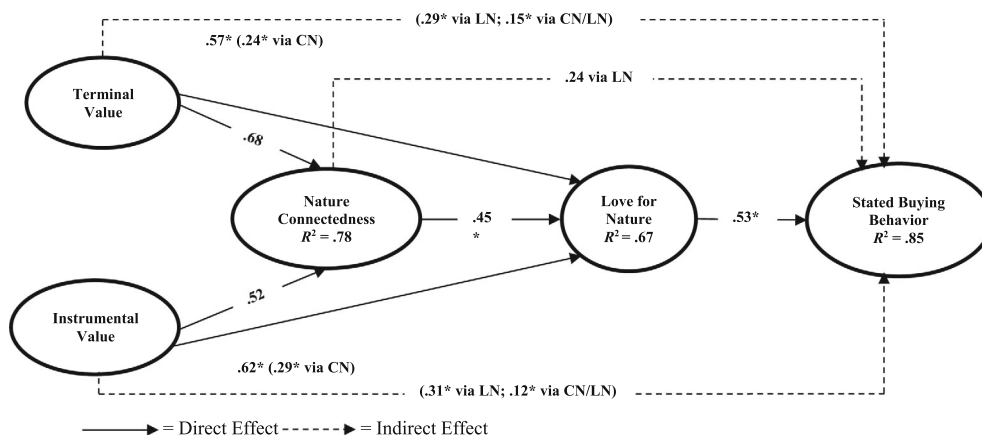 (.29* via LN; .15* via CN/LN)
.57* (.24* via CN)
.24 via LN
Terminal
Value
.68
Nature
Connectedness
R² = .78
.45
*
Love for
Nature
R² = .67
.53*
Stated Buying
Behavior
R² = .85
.52
Instrumental
Value
.62* (.29* via CN)
(.31* via LN; .12* via CN/LN)
= Direct Effect = Indirect Effect